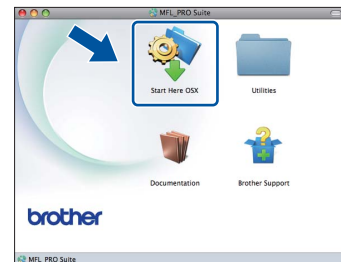 MFL_PRO Suite
Start Here OSX
Utilities
Documentation
Brother Support
brother
MFL_PRO Suite